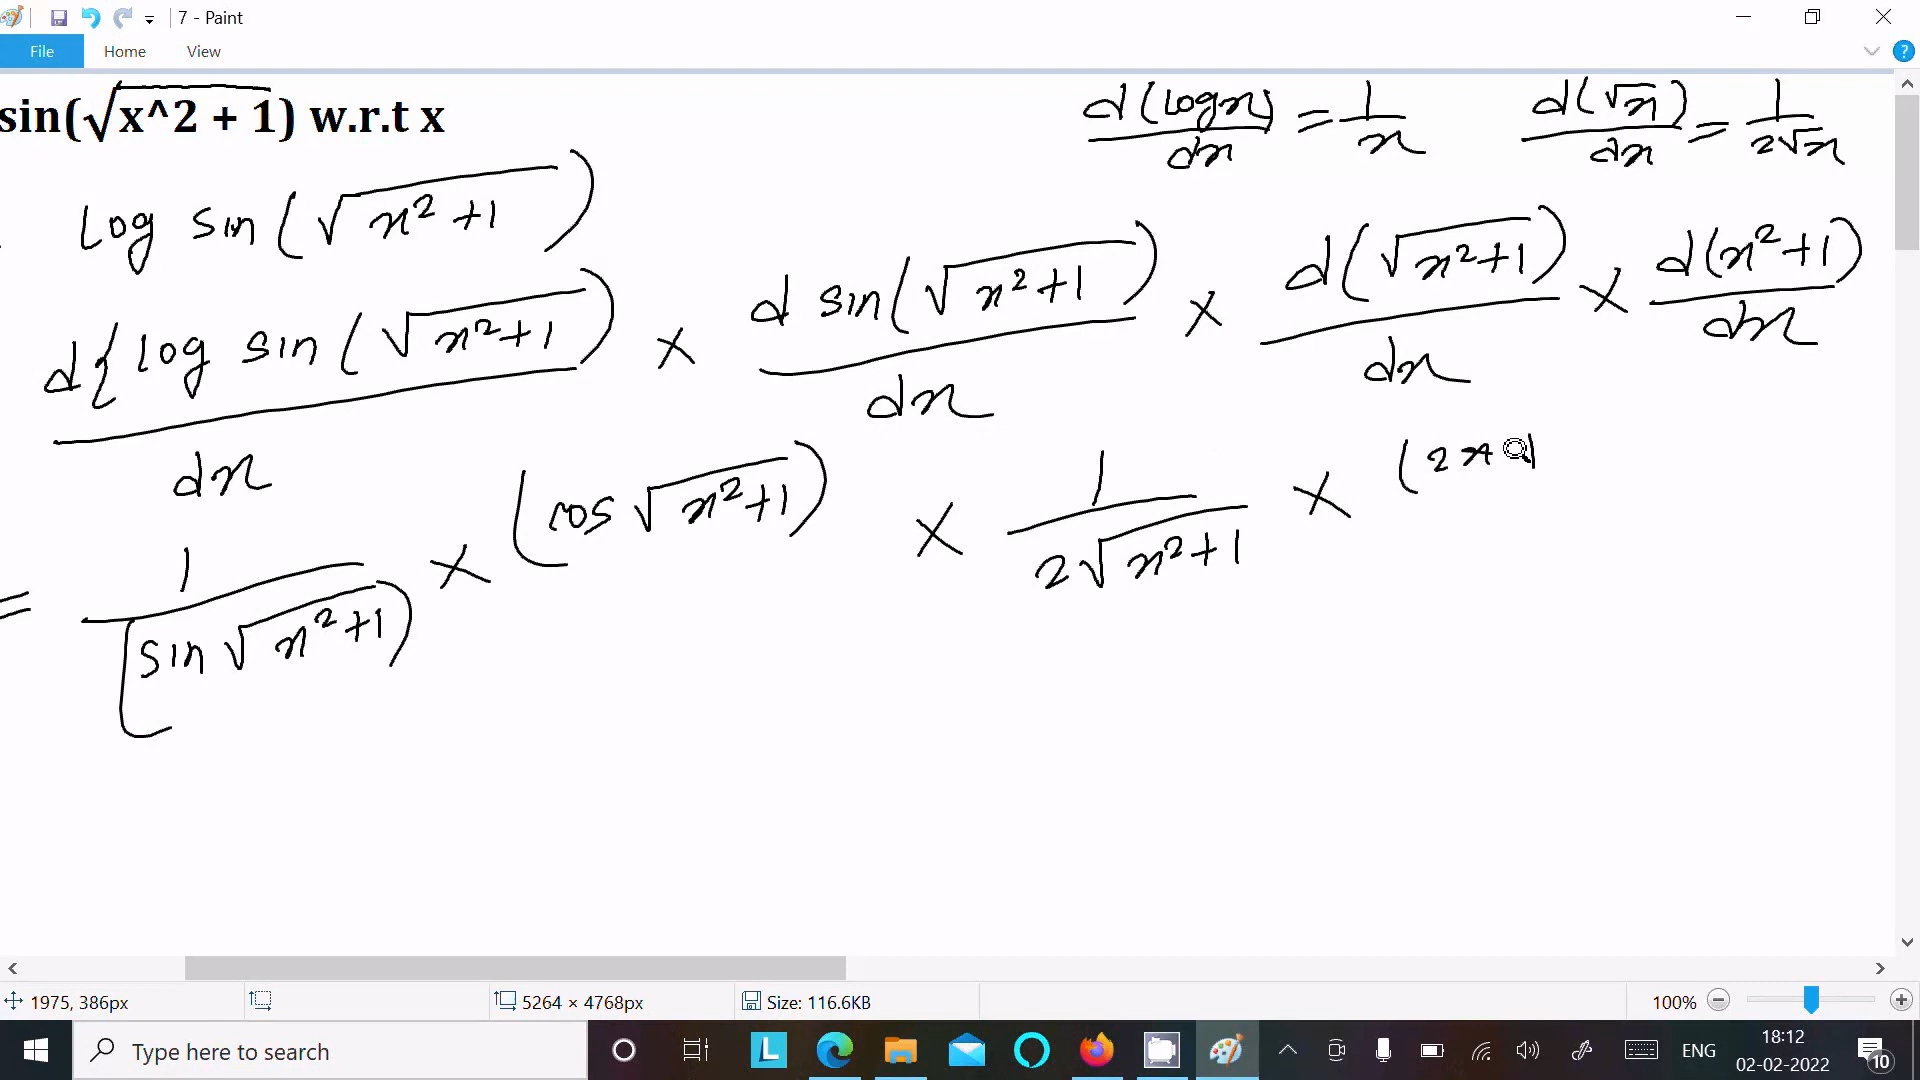 7 - Paint
File Home View
sin(√x^2 + 1) w.r.t x
d(logx)/dx = 1/x d(√x)/dx = 1/2√x
log sin(√x²+1)
d{log sin(√x²+1)/dx × d sin(√x²+1)/dx × d(√x²+1)/dx × d(x²+1)/dx
= 1/[sin√x²+1) × (cos√x²+1) × 1/2√x²+1 × (2x
1975, 386px 5264 × 4768px Size: 116.6KB 100%
Type here to search L ENG 18:12
02-02-2022 10